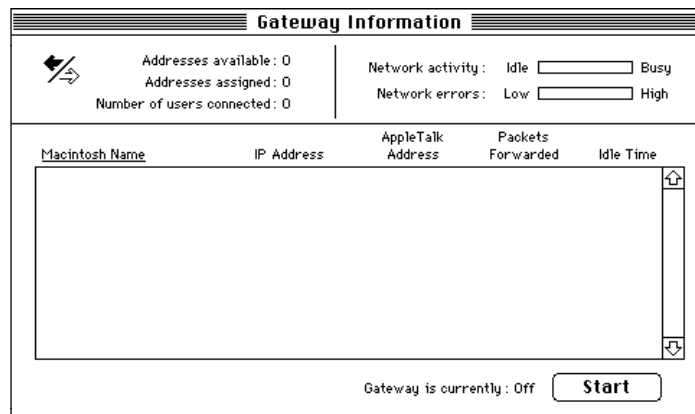 Gateway Information
Addresses available: 0
Addresses assigned: 0
Number of users connected: 0
Network activity: Idle Busy
Network errors: Low High
Macintosh Name IP Address AppleTalk Address Packets Forwarded Idle Time
Gateway is currently: Off Start